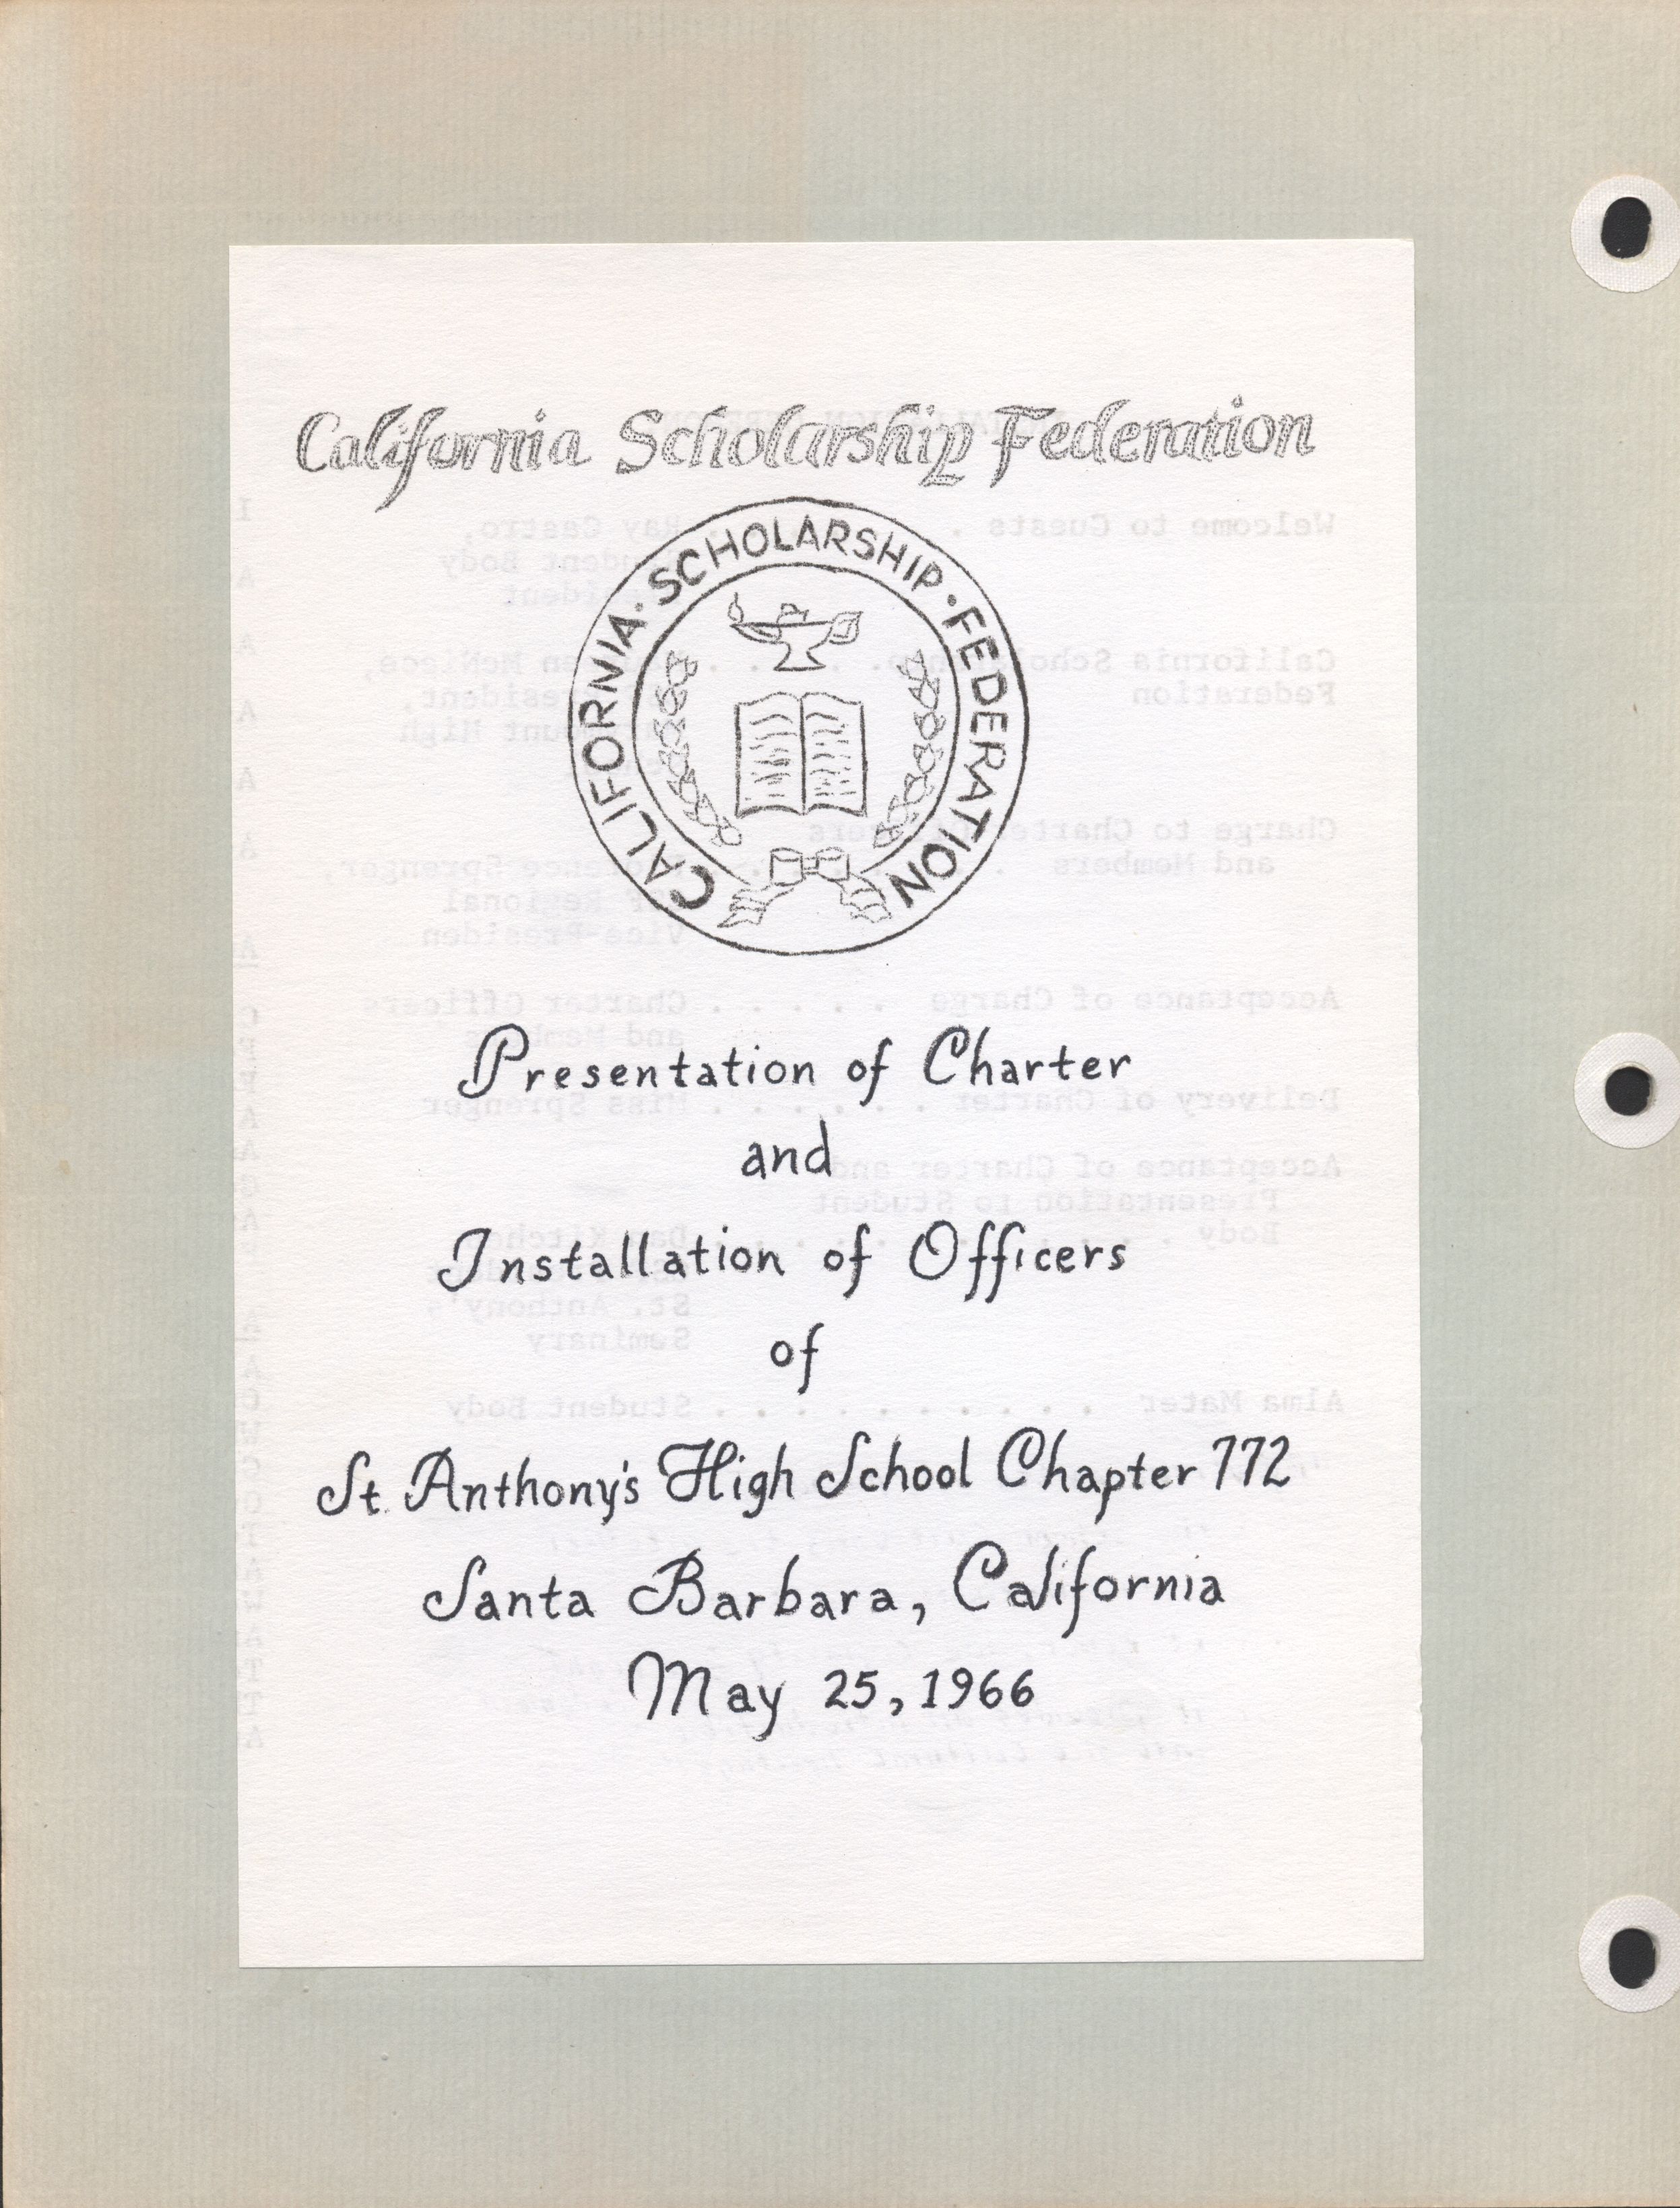 California Scholarship Federation
CALIFORNIA · SCHOLARSHIP · FEDERATION
Presentation of Charter
and
Installation of Officers
of
St. Anthony's High School Chapter 772
Santa Barbara, California
May 25, 1966